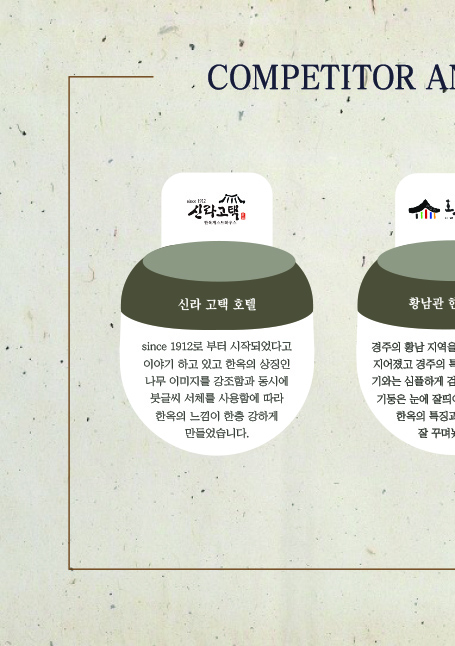 COMPETITOR AN
since 1912
신라고택
한옥게스트하우스
신라 고택 호텔
황남관 한
since 1912로 부터 시작되었다고
이야기 하고 있고 한옥의 상징인
나무 이미지를 강조함과 동시에
붓글씨 서체를 사용함에 따라
한옥의 느낌이 한층 강하게
만들었습니다.
경주의 황남 지역을
지어졌고 경주의 특
기와는 심플하게 검
기둥은 눈에 잘띄
한옥의 특징과
잘 꾸며